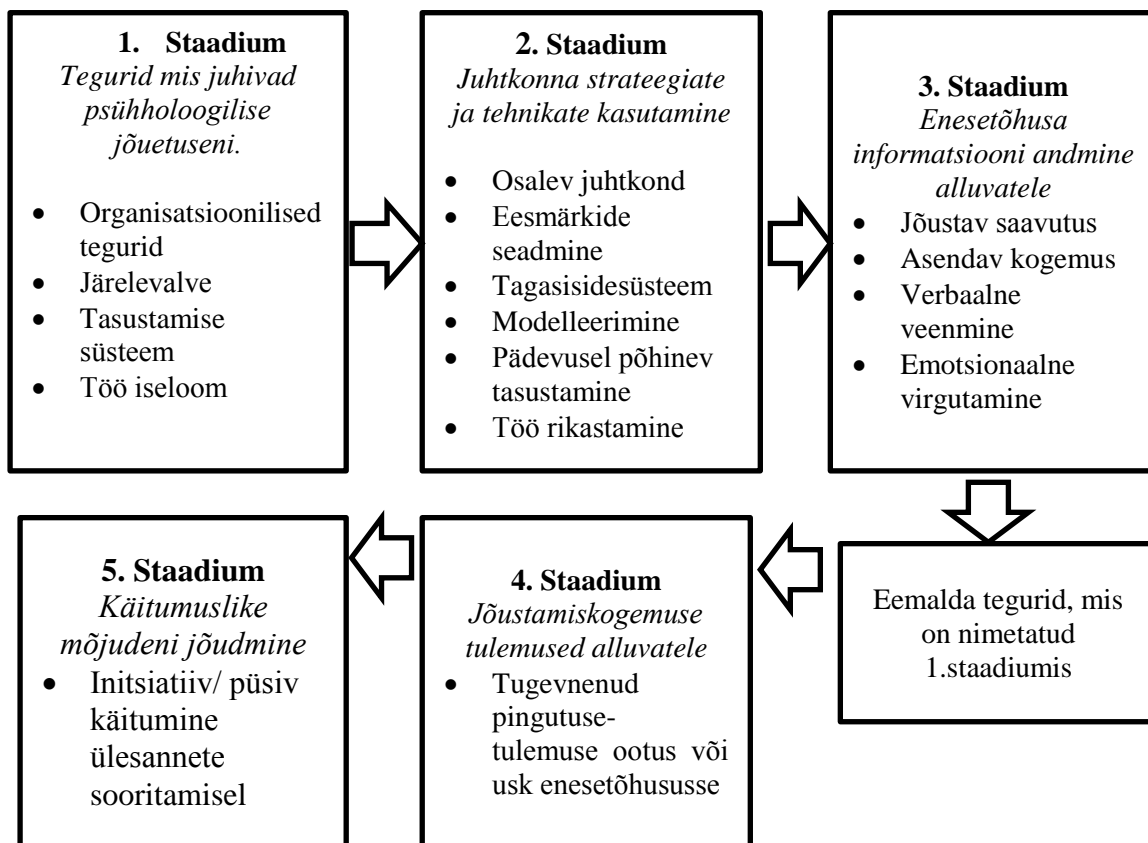 1. Staadium
Tegurid mis juhivad
psühholoogilise
jõuetuseni.
• Organisatsioonilised
tegurid
• Järelevalve
• Tasustamise
süsteem
• Töö iseloom
2. Staadium
Juhtkonna strateegiate
ja tehnikate kasutamine
• Osalev juhtkond
• Eesmärkide
seadmine
• Tagasisidesüsteem
• Modelleerimine
• Pädevusel põhinev
tasustamine
• Töö rikastamine
3. Staadium
Enesetõhusa
informatsiooni andmine
alluvatele
• Jõustav saavutus
• Asendav kogemus
• Verbaalne
veenmine
• Emotsionaalne
virgutamine
Eemalda tegurid, mis
on nimetatud
1.staadiumis
4. Staadium
Jõustamiskogemuse
tulemused alluvatele
• Tugevnenud
pingutuse-
tulemuse ootus või
usk enesetõhususse
5. Staadium
Käitumuslike
mõjudeni jõudmine
• Initsiatiiv/ püsiv
käitumine
ülesannete
sooritamisel